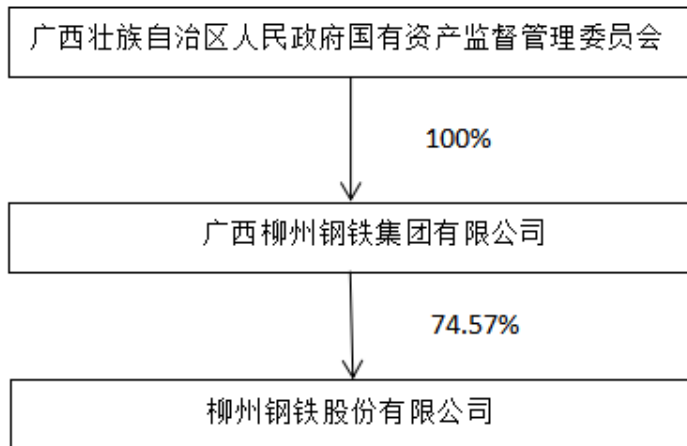 广西壮族自治区人民政府国有资产监督管理委员会
100%
广西柳州钢铁集团有限公司
74.57%
柳州钢铁股份有限公司